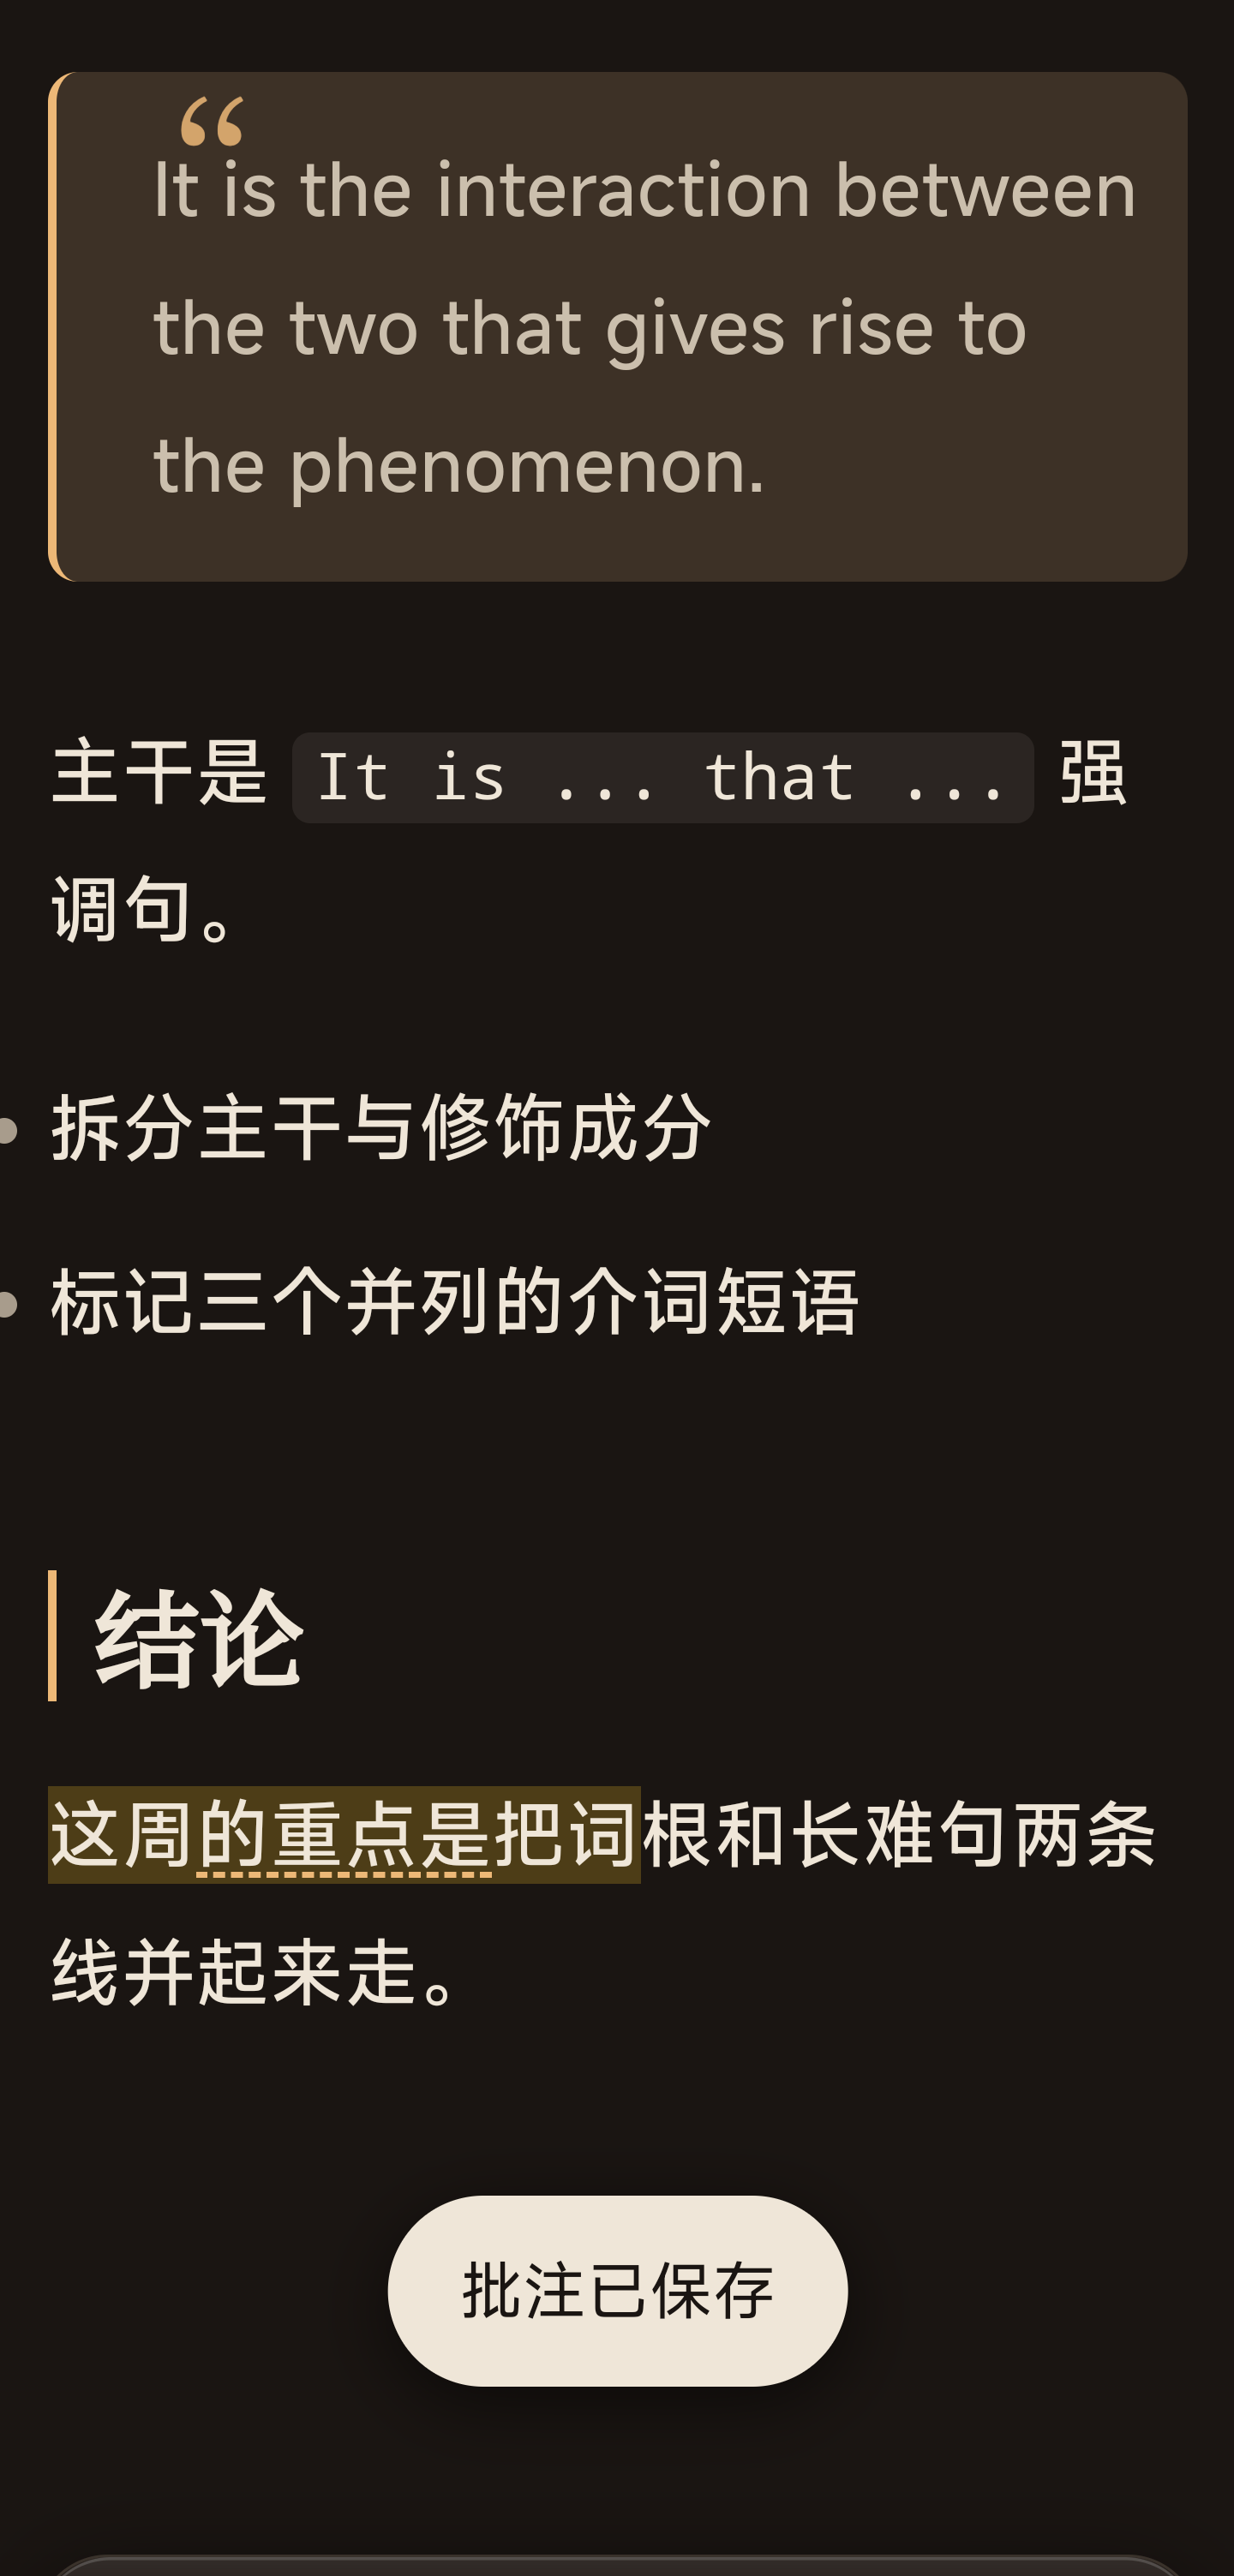 “
It is the interaction between
the two that gives rise to
the phenomenon.
主干是 It is ... that ... 强
调句。
拆分主干与修饰成分
标记三个并列的介词短语
结论
这周的重点是把词根和长难句两条
线并起来走。
批注已保存